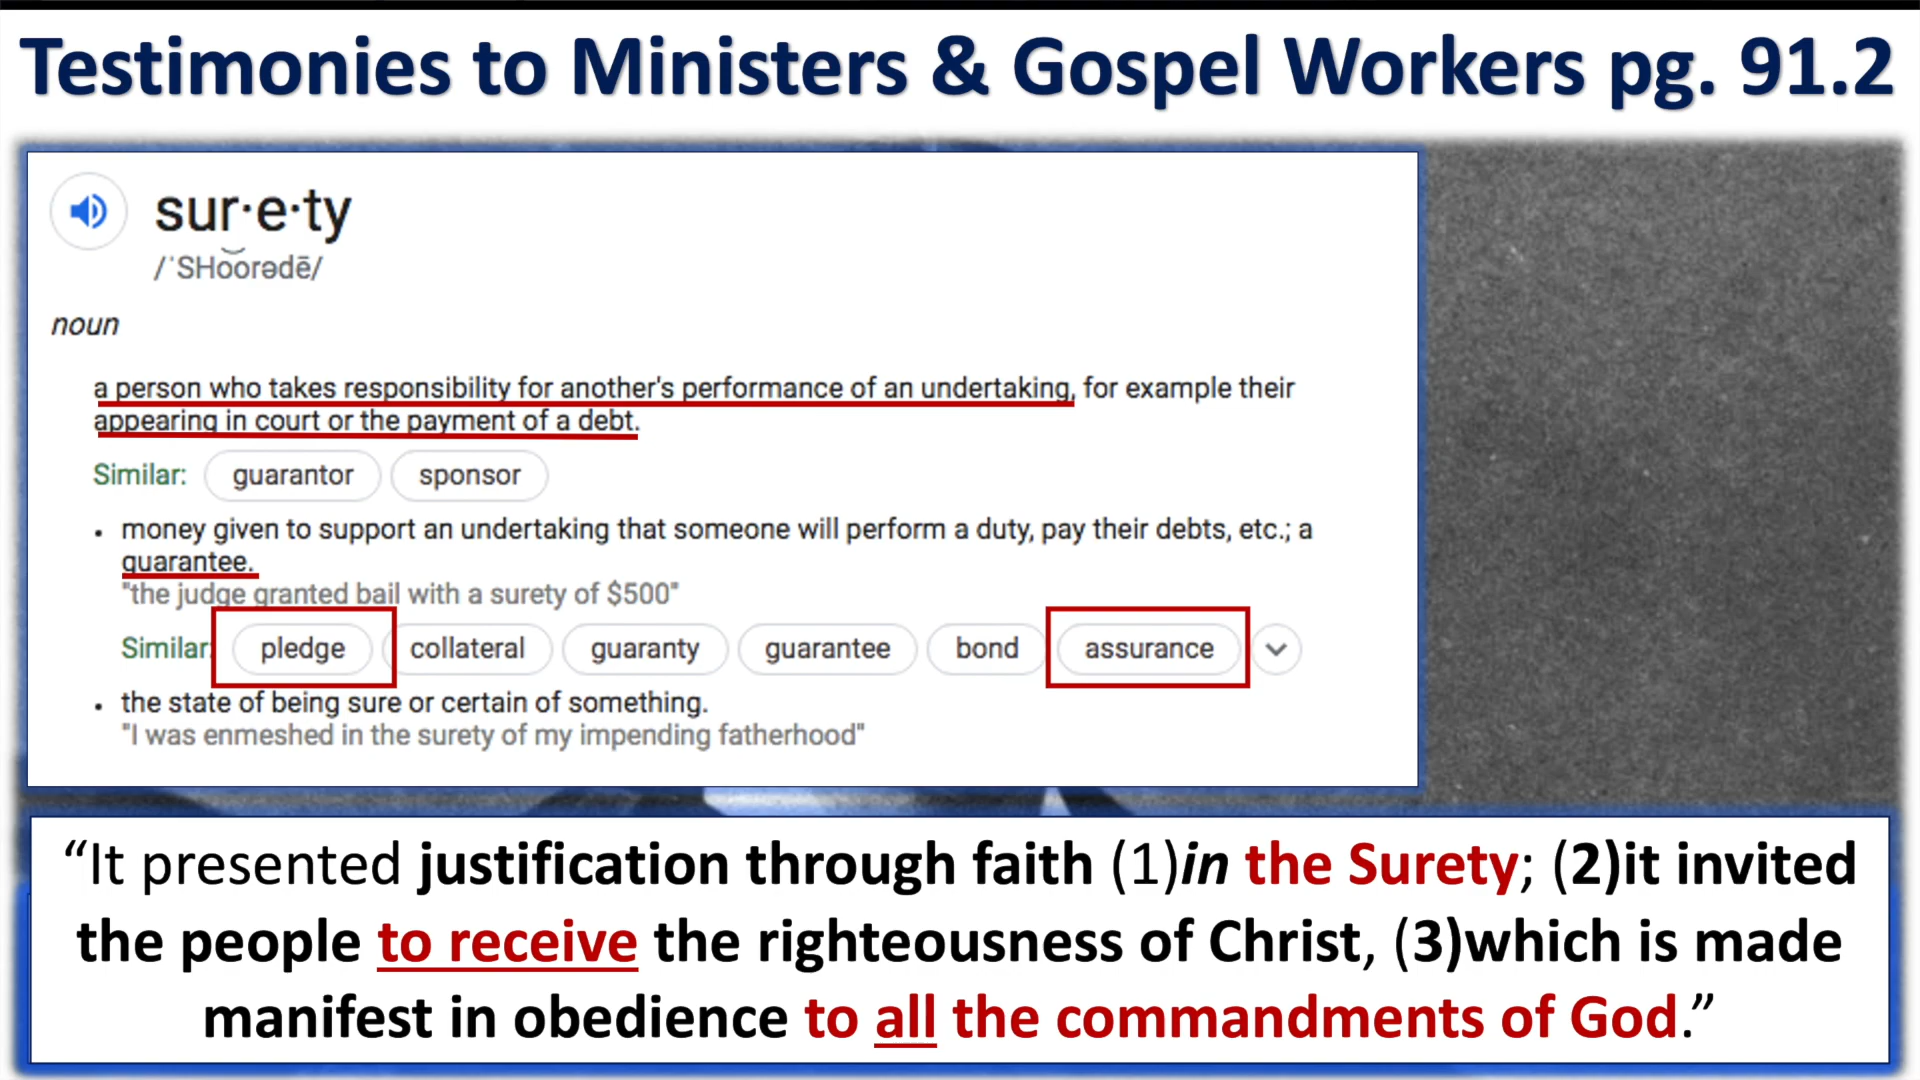 Testimonies to Ministers & Gospel Workers pg. 91.2
sur·e·ty
/ˈSHo͝orədē/
noun
a person who takes responsibility for another's performance of an undertaking, for example their
appearing in court or the payment of a debt.
Similar: guarantor sponsor
• money given to support an undertaking that someone will perform a duty, pay their debts, etc.; a
guarantee.
"the judge granted bail with a surety of $500"
Similar: pledge collateral guaranty guarantee bond assurance
• the state of being sure or certain of something.
"I was enmeshed in the surety of my impending fatherhood"
“It presented justification through faith (1)in the Surety; (2)it invited
the people to receive the righteousness of Christ, (3)which is made
manifest in obedience to all the commandments of God.”